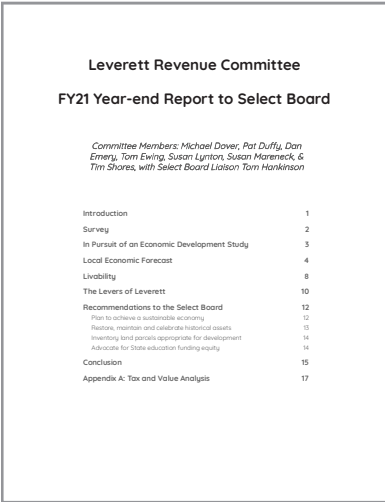 Leverett Revenue Committee
FY21 Year-end Report to Select Board
Committee Members: Michael Dover, Pat Duffy, Dan
Emery, Tom Ewing, Susan Lynton, Susan Mareneck, &
Tim Shores, with Select Board Liaison Tom Hankinson
Introduction 1
Survey 2
In Pursuit of an Economic Development Study 3
Local Economic Forecast 4
Livability 8
The Levers of Leverett 10
Recommendations to the Select Board 12
Plan to achieve a sustainable economy 12
Restore, maintain and celebrate historical assets 13
Inventory land parcels appropriate for development 14
Advocate for State education funding equity 14
Conclusion 15
Appendix A: Tax and Value Analysis 17